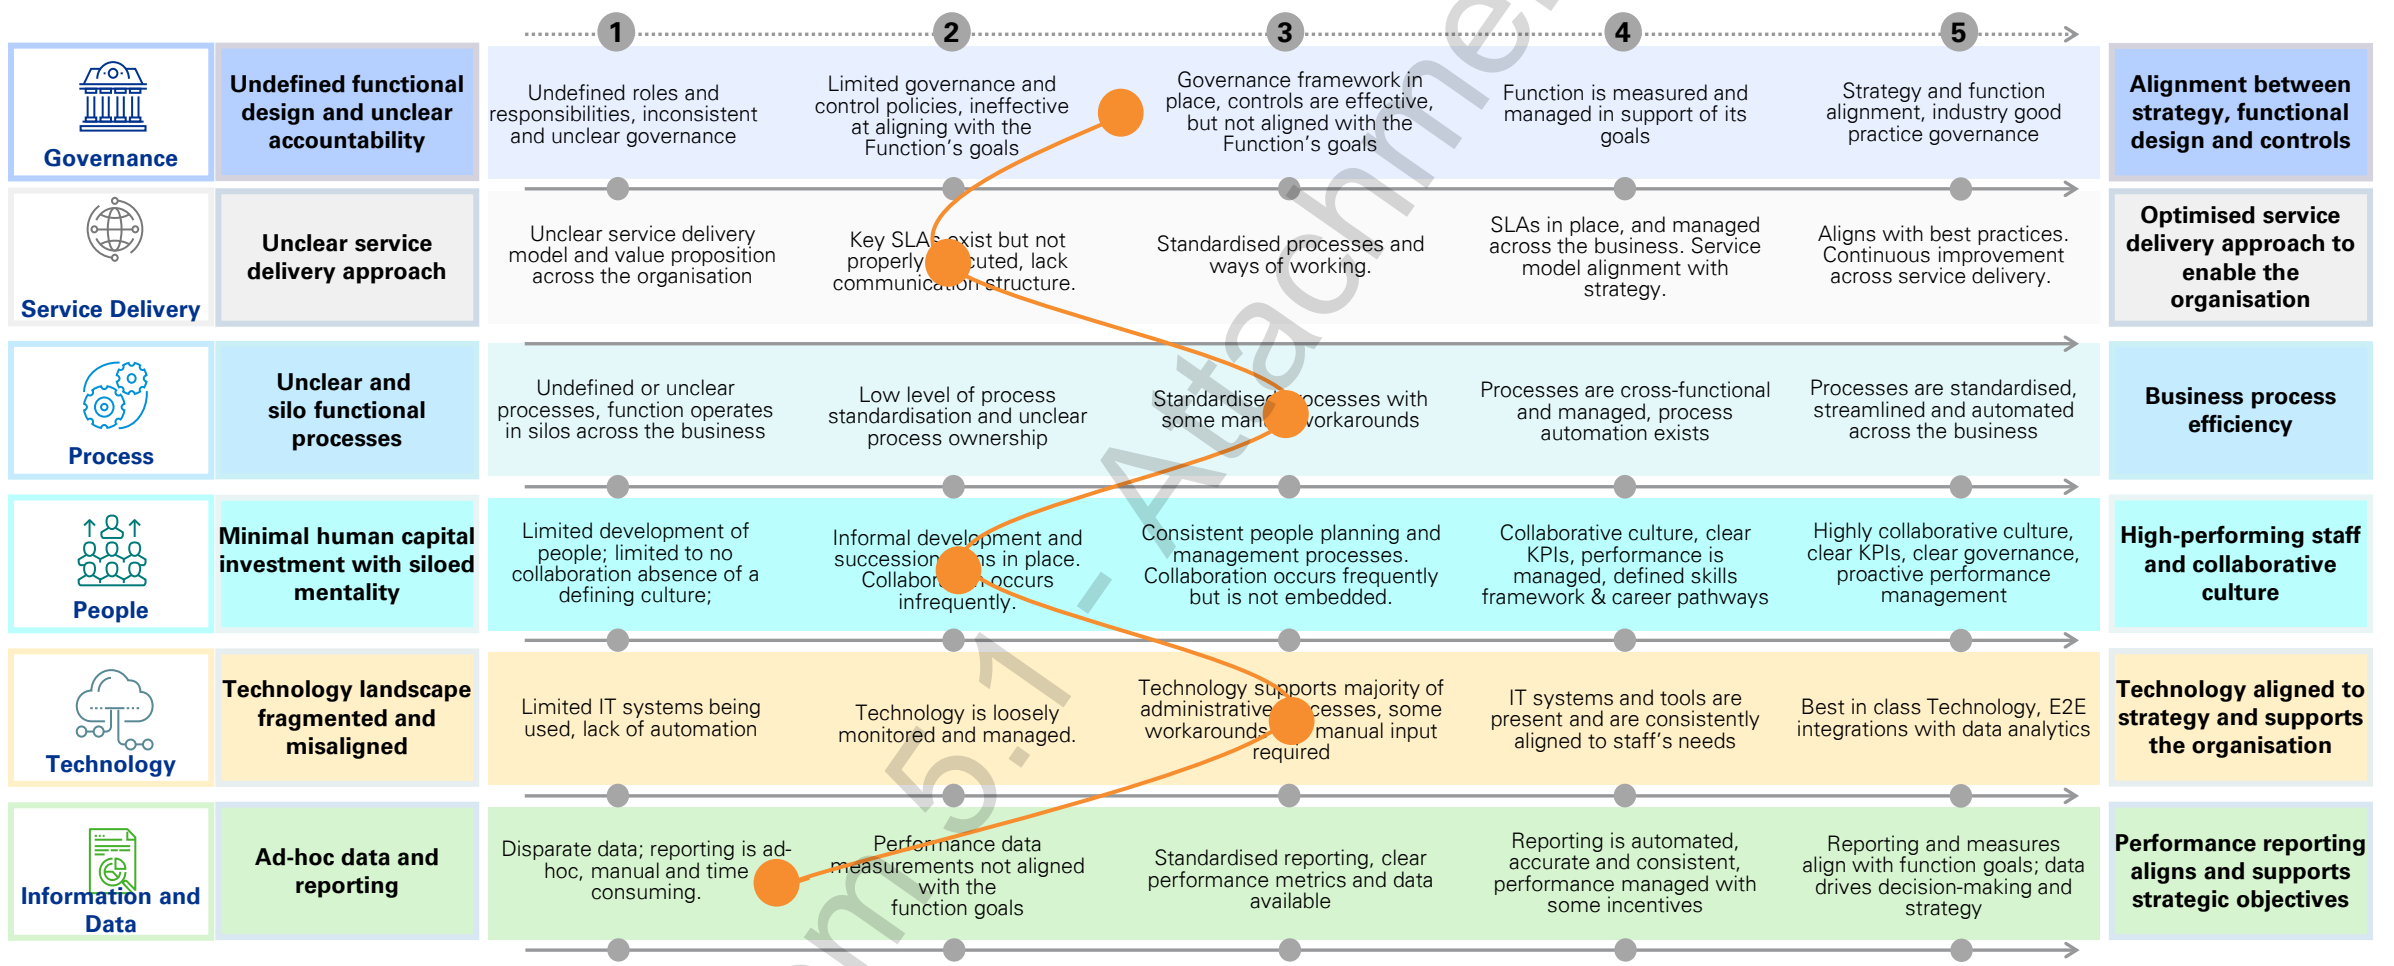 1 2 3 4 5
Governance
Undefined functional
design and unclear
accountability
Undefined roles and
responsibilities, inconsistent
and unclear governance
Limited governance and
control policies, ineffective
at aligning with the
Function's goals
Governance framework in
place, controls are effective,
but not aligned with the
Function's goals
Function is measured and
managed in support of its
goals
Strategy and function
alignment, industry good
practice governance
Alignment between
strategy, functional
design and controls
Service Delivery
Unclear service
delivery approach
Unclear service delivery
model and value proposition
across the organisation
Key SLAs exist but not
properly lack
communication structure.
Standardised processes and
ways of working.
SLAs in place, and managed
across the business. Service
model alignment with
strategy.
Aligns with best practices.
Continuous improvement
across service delivery.
Optimised service
delivery approach to
enable the
organisation
Process
Unclear and
silo functional
processes
Undefined or unclear
processes, function operates
in silos across the business
Low level of process
standardisation and unclear
process ownership
Standardised processes with
some manual workarounds
Processes are cross-functional
and managed, process
automation exists
Processes are standardised,
streamlined and automated
across the business
Business process
efficiency
People
Minimal human capital
investment with siloed
mentality
Limited development of
people; limited to no
collaboration absence of a
defining culture;
Informal development and
succession plans in place.
Collaboration occurs
infrequently.
Consistent people planning and
management processes.
Collaboration occurs frequently
but is not embedded.
Collaborative culture, clear
KPIs, performance is
managed, defined skills
framework & career pathways
Highly collaborative culture,
clear KPIs, clear governance,
proactive performance
management
High-performing staff
and collaborative
culture
Technology
Technology landscape
fragmented and
misaligned
Limited IT systems being
used, lack of automation
Technology is loosely
monitored and managed.
Technology supports majority of
administrative processes, some
workarounds manual input
required
IT systems and tools are
present and are consistently
aligned to staff's needs
Best in class Technology, E2E
integrations with data analytics
Technology aligned to
strategy and supports
the organisation
Information and
Data
Ad-hoc data and
reporting
Disparate data; reporting is ad-
hoc, manual and time
consuming.
Performance data
measurements not aligned
with the
function goals
Standardised reporting, clear
performance metrics and data
available
Reporting is automated,
accurate and consistent,
performance managed with
some incentives
Reporting and measures
align with function goals; data
drives decision-making and
strategy
Performance reporting
aligns and supports
strategic objectives
5.1 -